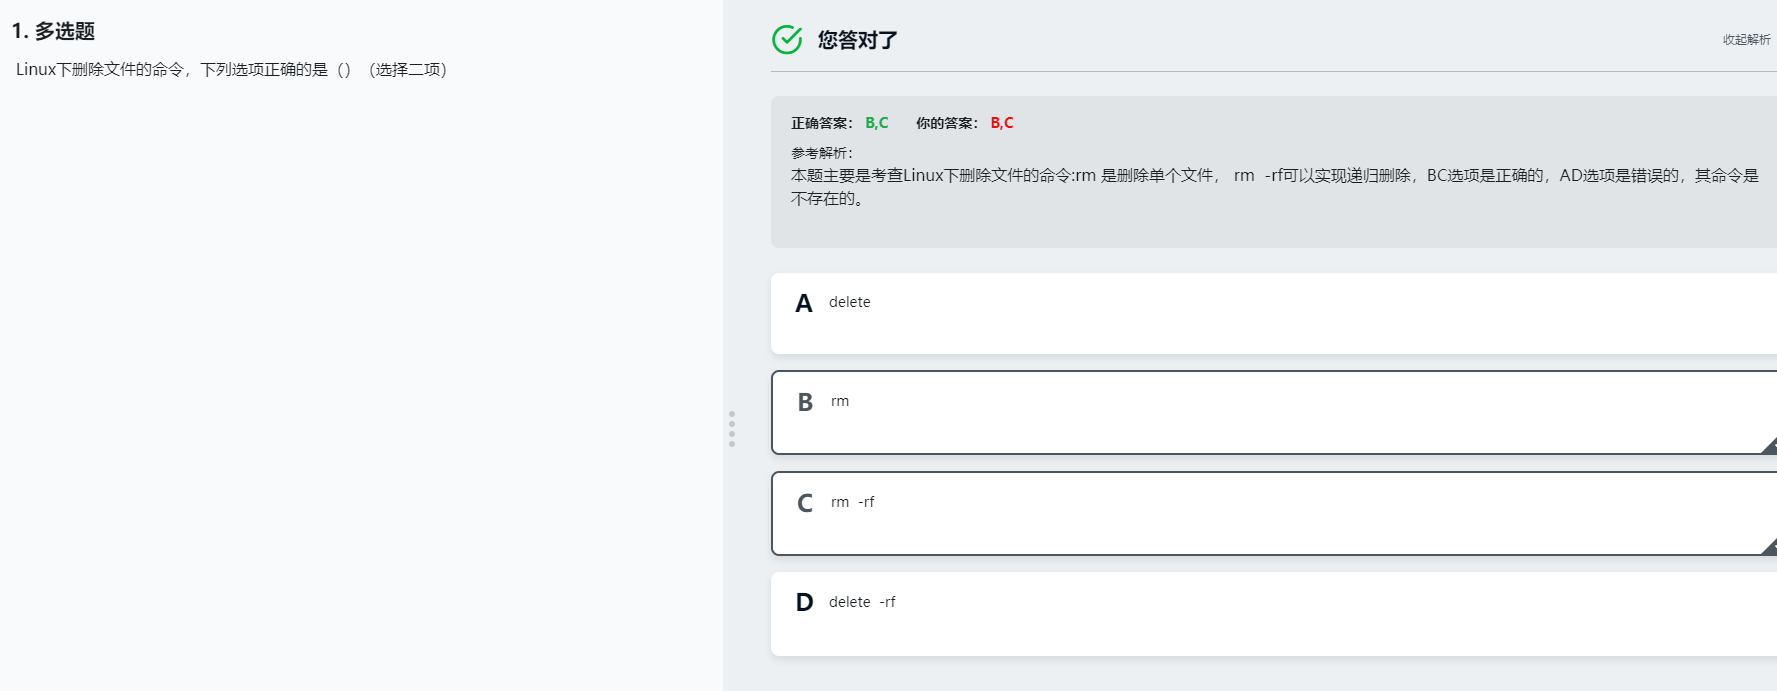 1. 多选题
Linux下删除文件的命令，下列选项正确的是（）（选择二项）
您答对了
收起解析
正确答案： B,C 你的答案： B,C
参考解析：
本题主要是考查Linux下删除文件的命令:rm 是删除单个文件， rm -rf可以实现递归删除，BC选项是正确的，AD选项是错误的，其命令是
不存在的。
A delete
B rm
C rm -rf
D delete -rf